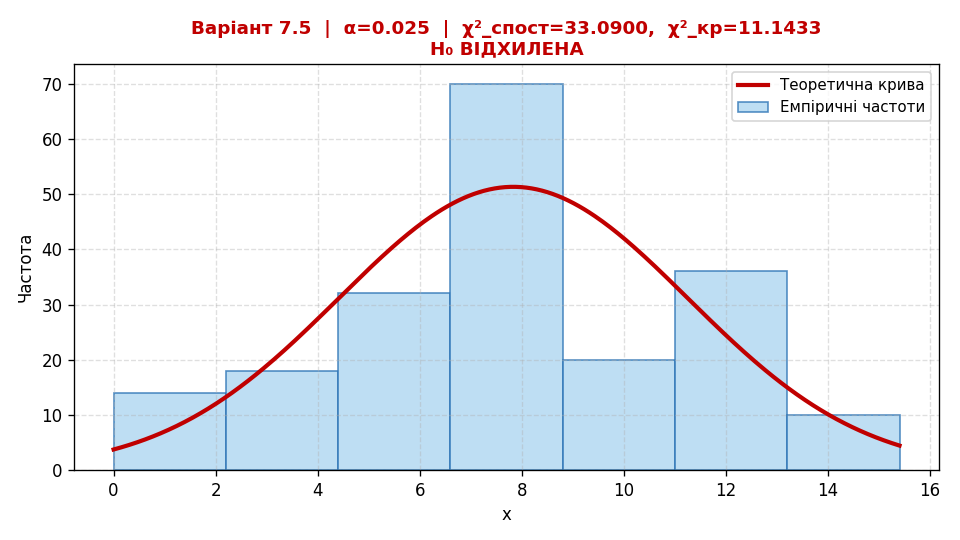 Варіант 7.5 | α=0.025 | χ²_спост=33.0900, χ²_кр=11.1433
H₀ ВІДХИЛЕНА
Теоретична крива
Емпіричні частоти
Частота
70
60
50
40
30
20
10
0
0 2 4 6 8 10 12 14 16
x